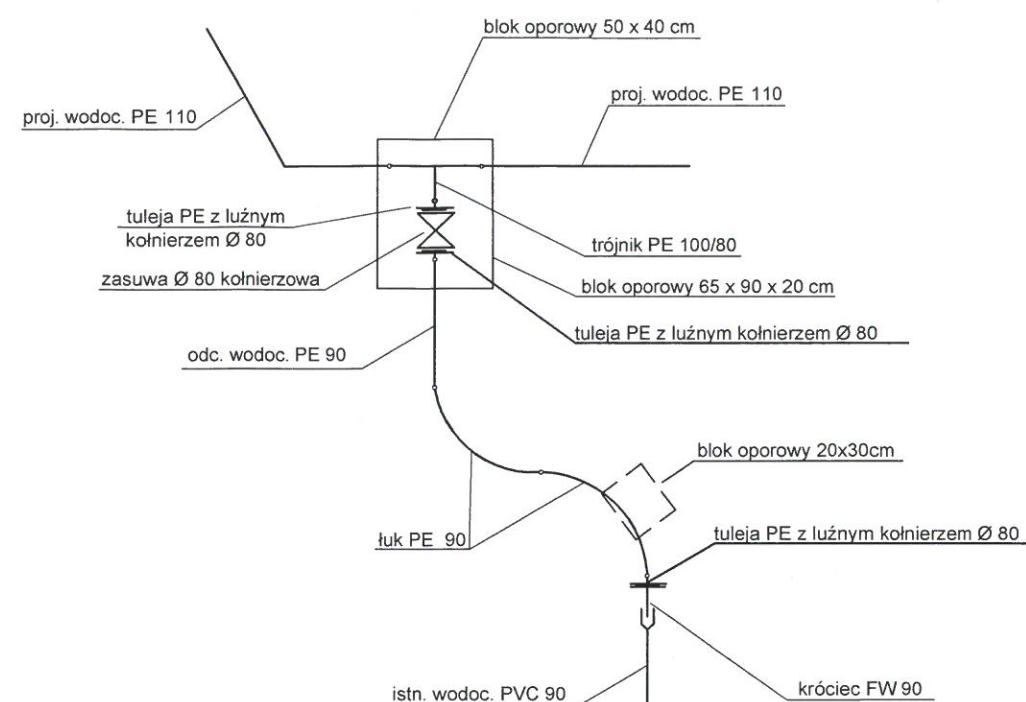 blok oporowy 50 x 40 cm
proj. wodoc. PE 110
proj. wodoc. PE 110
tuleja PE z luźnym
kołnierzem Ø 80
trójnik PE 100/80
zasuwa Ø 80 kołnierzowa
blok oporowy 65 x 90 x 20 cm
tuleja PE z luźnym kołnierzem Ø 80
odc. wodoc. PE 90
blok oporowy 20x30cm
łuk PE 90
tuleja PE z luźnym kołnierzem Ø 80
istn. wodoc. PVC 90
króciec FW 90